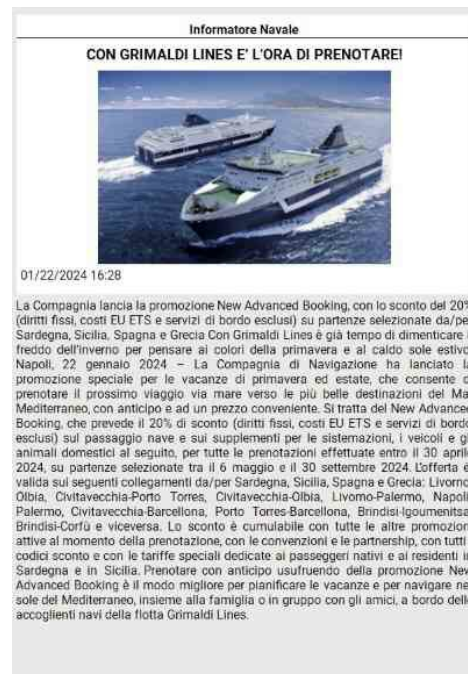 Informatore Navale
CON GRIMALDI LINES E' L'ORA DI PRENOTARE!
01/22/2024 16:28
La Compagnia lancia la promozione New Advanced Booking, con lo sconto del 20%
(diritti fissi, costi EU ETS e servizi di bordo esclusi) su partenze selezionate da/per
Sardegna, Sicilia, Spagna e Grecia Con Grimaldi Lines è già tempo di dimenticare
freddo dell'inverno per pensare ai colori della primavera e al caldo sole estivo
Napoli, 22 gennaio 2024 – La Compagnia di Navigazione ha lanciato
promozione speciale per le vacanze di primavera ed estate, che consente
prenotare il prossimo viaggio via mare verso le più belle destinazioni del
Mediterraneo, con anticipo e ad un prezzo conveniente. Si tratta del New Advanced
Booking, che prevede il 20% di sconto (diritti fissi, costi EU ETS e servizi di bordo
esclusi) sul passaggio nave e sui supplementi per le sistemazioni, i veicoli e
animali domestici al seguito, per tutte le prenotazioni effettuate entro il 30 aprile
2024, su partenze selezionate tra il 6 maggio e il 30 settembre 2024. L'offerta è
valida sui seguenti collegamenti da/per Sardegna, Sicilia, Spagna e Grecia: Livorno
Olbia, Civitavecchia-Porto Torres, Civitavecchia-Olbia, Livorno-Palermo, Napoli
Palermo, Civitavecchia-Barcellona, Porto Torres-Barcellona, Brindisi-Igoumenitsa
Brindisi-Corfù e viceversa. Lo sconto è cumulabile con tutte le altre promozioni
attive al momento della prenotazione, con le convenzioni e le partnership, con tutti
codici sconto e con le tariffe speciali dedicate ai passeggeri nativi e ai residenti in
Sardegna e in Sicilia. Prenotare con anticipo usufruendo della promozione New
Advanced Booking è il modo migliore per pianificare le vacanze e per navigare nel
sole del Mediterraneo, insieme alla famiglia o in gruppo con gli amici, a bordo delle
accoglienti navi della flotta Grimaldi Lines.